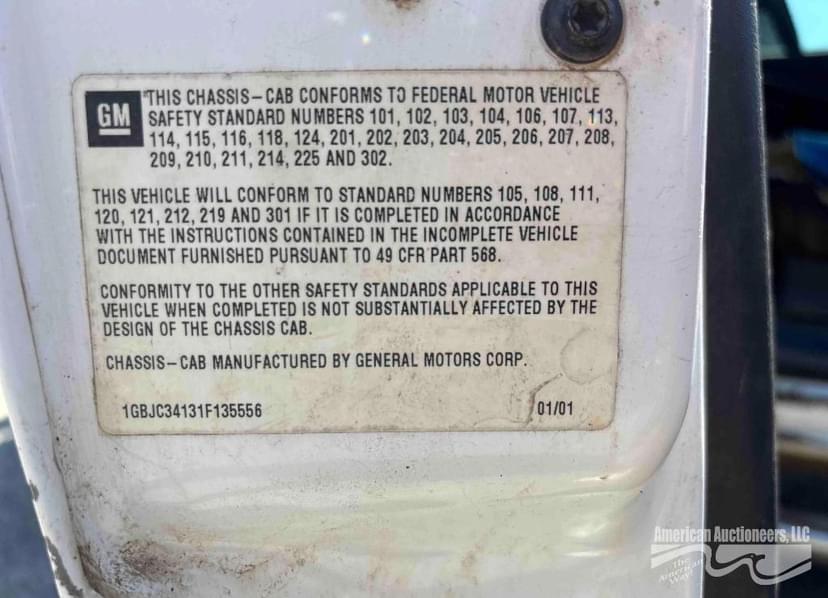 GM
"THIS CHASSIS-CAB CONFORMS TO FEDERAL MOTOR VEHICLE
SAFETY STANDARD NUMBERS 101, 102, 103, 104, 106, 107, 113,
114, 115, 116, 118, 124, 201, 202, 203, 204, 205, 206, 207, 208,
209, 210, 211, 214, 225 AND 302.
THIS VEHICLE WILL CONFORM TO STANDARD NUMBERS 105, 108, 111,
120, 121, 212, 219 AND 301 IF IT IS COMPLETED IN ACCORDANCE
WITH THE INSTRUCTIONS CONTAINED IN THE INCOMPLETE VEHICLE
DOCUMENT FURNISHED PURSUANT TO 49 CFR PART 568.
CONFORMITY TO THE OTHER SAFETY STANDARDS APPLICABLE TO THIS
VEHICLE WHEN COMPLETED IS NOT SUBSTANTIALLY AFFECTED BY THE
DESIGN OF THE CHASSIS CAB.
CHASSIS-CAB MANUFACTURED BY GENERAL MOTORS CORP.
1GBJC34131F135556 01/01
American Auctioneers, LLC
The
American
Way!